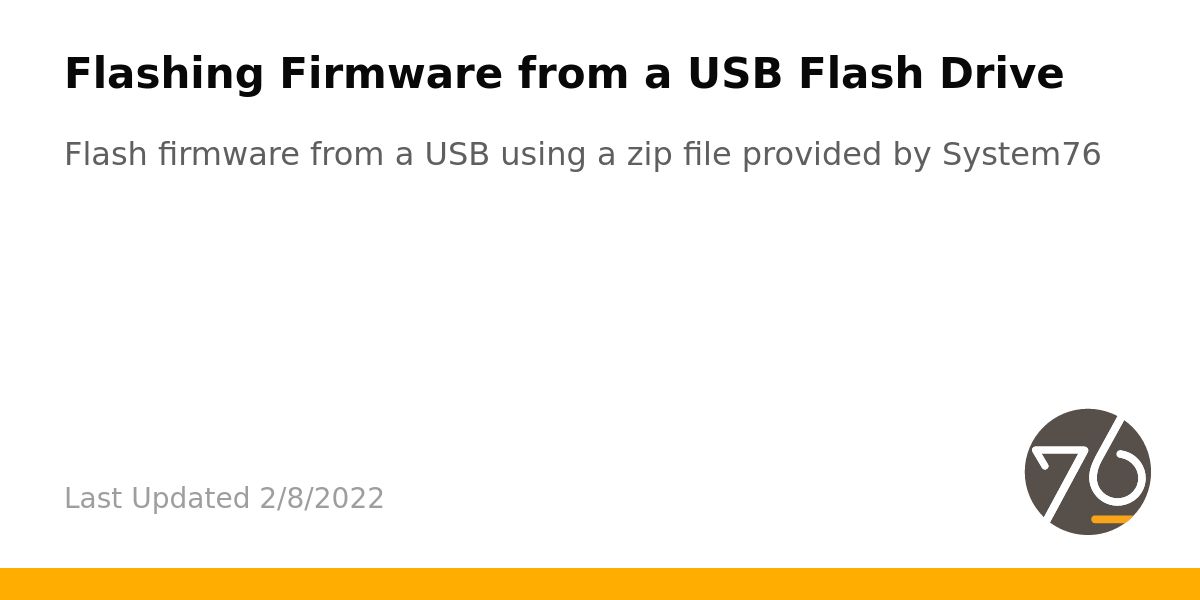 Flashing Firmware from a USB Flash Drive
Flash firmware from a USB using a zip file provided by System76
Last Updated 2/8/2022
76